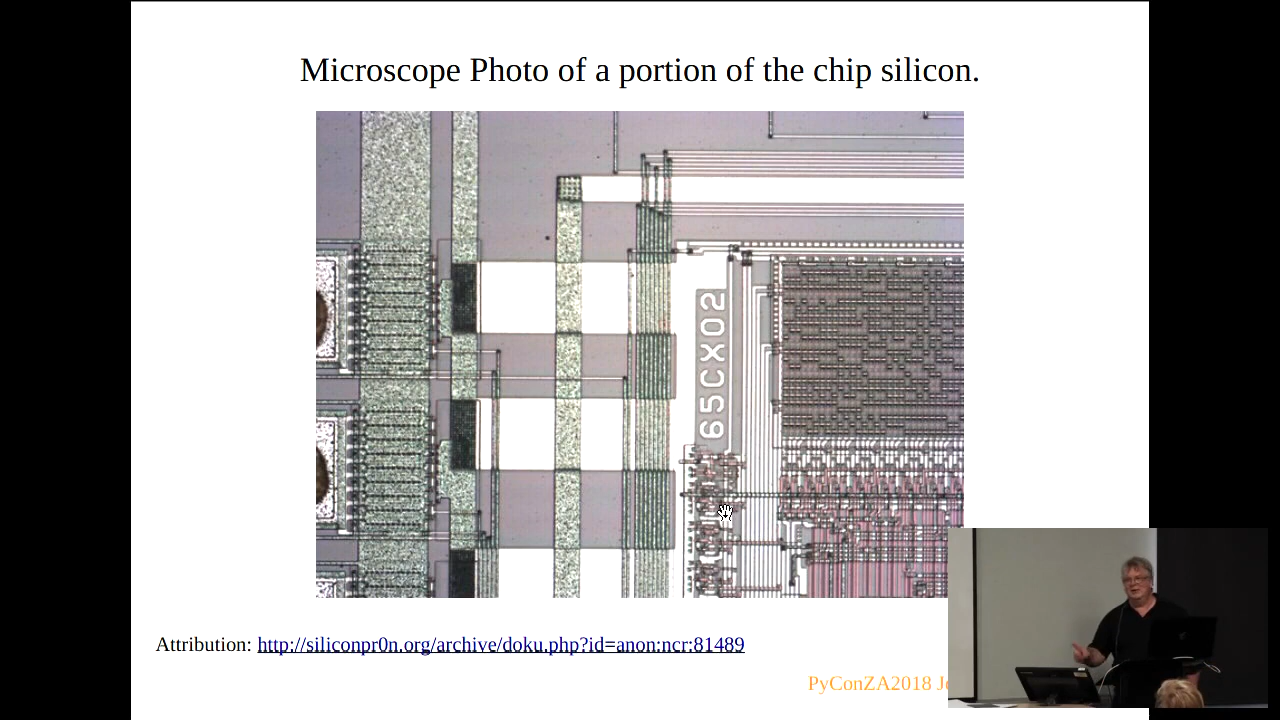 Microscope Photo of a portion of the chip silicon.
65CX02
Attribution: http://siliconpr0n.org/archive/doku.php?id=anon:ncr:81489
PyConZA2018